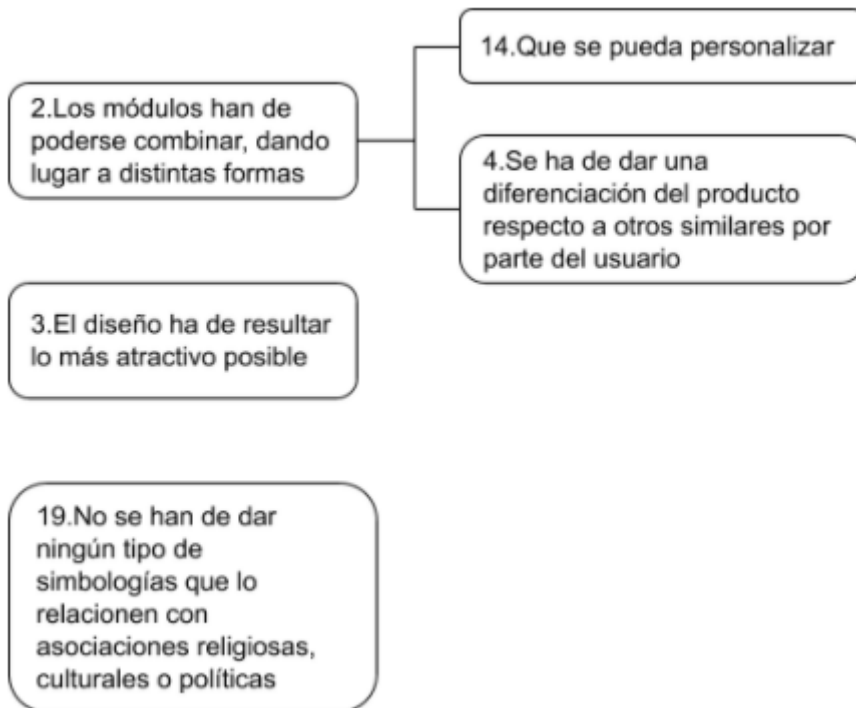 14.Que se pueda personalizar
2.Los módulos han de
poderse combinar, dando
lugar a distintas formas
4.Se ha de dar una
diferenciación del producto
respecto a otros similares por
parte del usuario
3.El diseño ha de resultar
lo más atractivo posible
19.No se han de dar
ningún tipo de
simbologías que lo
relacionen con
asociaciones religiosas,
culturales o políticas